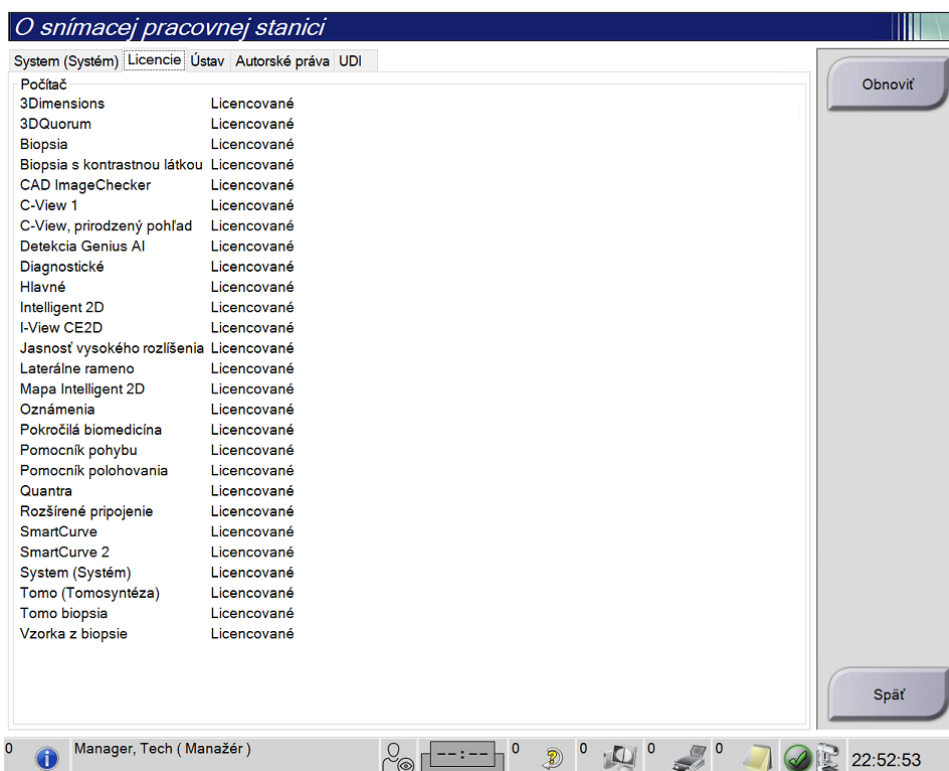 O snímacej pracovnej stanici
System (Systém) Licencie Ústav Autorské práva UDI
Obnoviť
Počítač
3Dimensions Licencované
3DQuorum Licencované
Biopsia Licencované
Biopsia s kontrastnou látkou Licencované
CAD ImageChecker Licencované
C-View 1 Licencované
C-View, prirodzený pohľad Licencované
Detekcia Genius AI Licencované
Diagnostické Licencované
Hlavné Licencované
Intelligent 2D Licencované
I-View CE2D Licencované
Jasnosť vysokého rozlíšenia Licencované
Laterálne rameno Licencované
Mapa Intelligent 2D Licencované
Oznámenia Licencované
Pokročilá biomedicína Licencované
Pomocník pohybu Licencované
Pomocník polohovania Licencované
Quantra Licencované
Rozšírené pripojenie Licencované
SmartCurve Licencované
SmartCurve 2 Licencované
System (Systém) Licencované
Tomo (Tomosyntéza) Licencované
Tomo biopsia Licencované
Vzorka z biopsie Licencované
Späť
0 Manager, Tech ( Manažér ) --:-- 0 0 0 0 22:52:53